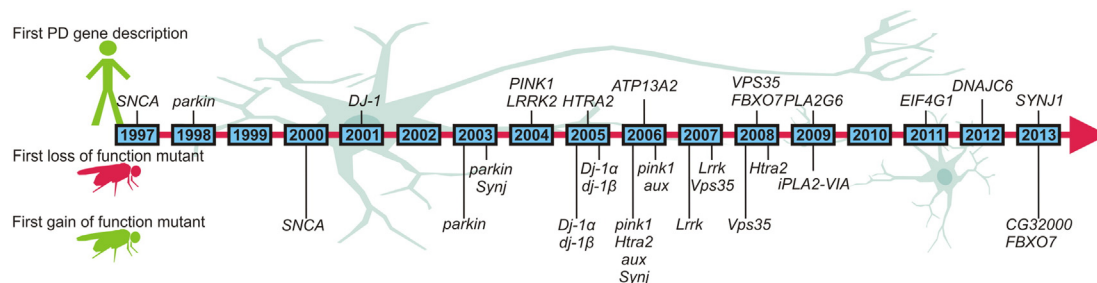 First PD gene description
SNCA
parkin
DJ-1
PINK1
LRRK2
HTRA2
ATP13A2
VPS35
FBXO7
PLA2G6
EIF4G1
DNAJC6
SYNJ1
1997
1998
1999
2000
2001
2002
2003
2004
2005
2006
2007
2008
2009
2010
2011
2012
2013
First loss of function mutant
parkin
Synj
Dj-1α
dj-1β
pink1
aux
Lrrk
Vps35
Htra2
iPLA2-VIA
First gain of function mutant
SNCA
parkin
Dj-1α
dj-1β
pink1
Htra2
aux
Synj
Lrrk
Vps35
CG32000
FBXO7